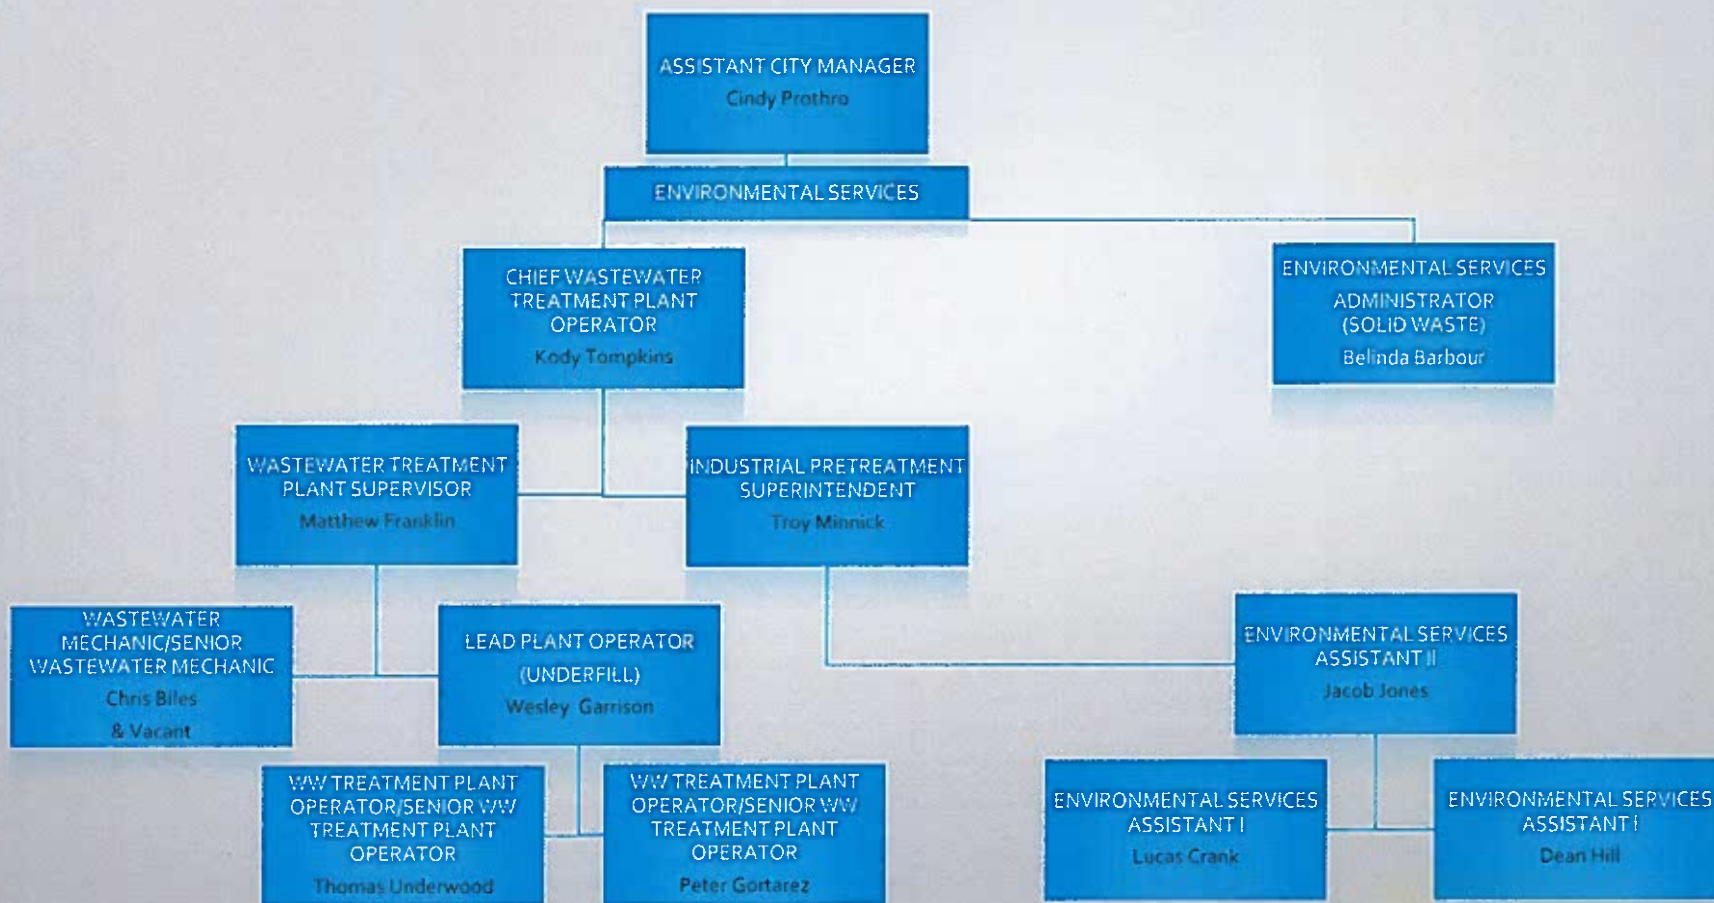 ASSISTANT CITY MANAGER
Cindy Prothro
ENVIRONMENTAL SERVICES
CHIEF WASTEWATER
TREATMENT PLANT
OPERATOR
Kody Tompkins
ENVIRONMENTAL SERVICES
ADMINISTRATOR
(SOLID WASTE)
Belinda Barbour
WASTEWATER TREATMENT
PLANT SUPERVISOR
Matthew Franklin
INDUSTRIAL PRETREATMENT
SUPERINTENDENT
Troy Minnick
WASTEWATER
MECHANIC/SENIOR
WASTEWATER MECHANIC
Chris Biles
& Vacant
LEAD PLANT OPERATOR
(UNDERFILL)
Wesley Garrison
ENVIRONMENTAL SERVICES
ASSISTANT II
Jacob Jones
WW TREATMENT PLANT
OPERATOR/SENIOR WW
TREATMENT PLANT
OPERATOR
Thomas Underwood
WW TREATMENT PLANT
OPERATOR/SENIOR WW
TREATMENT PLANT
OPERATOR
Peter Gortarez
ENVIRONMENTAL SERVICES
ASSISTANT I
Lucas Crank
ENVIRONMENTAL SERVICES
ASSISTANT I
Dean Hill